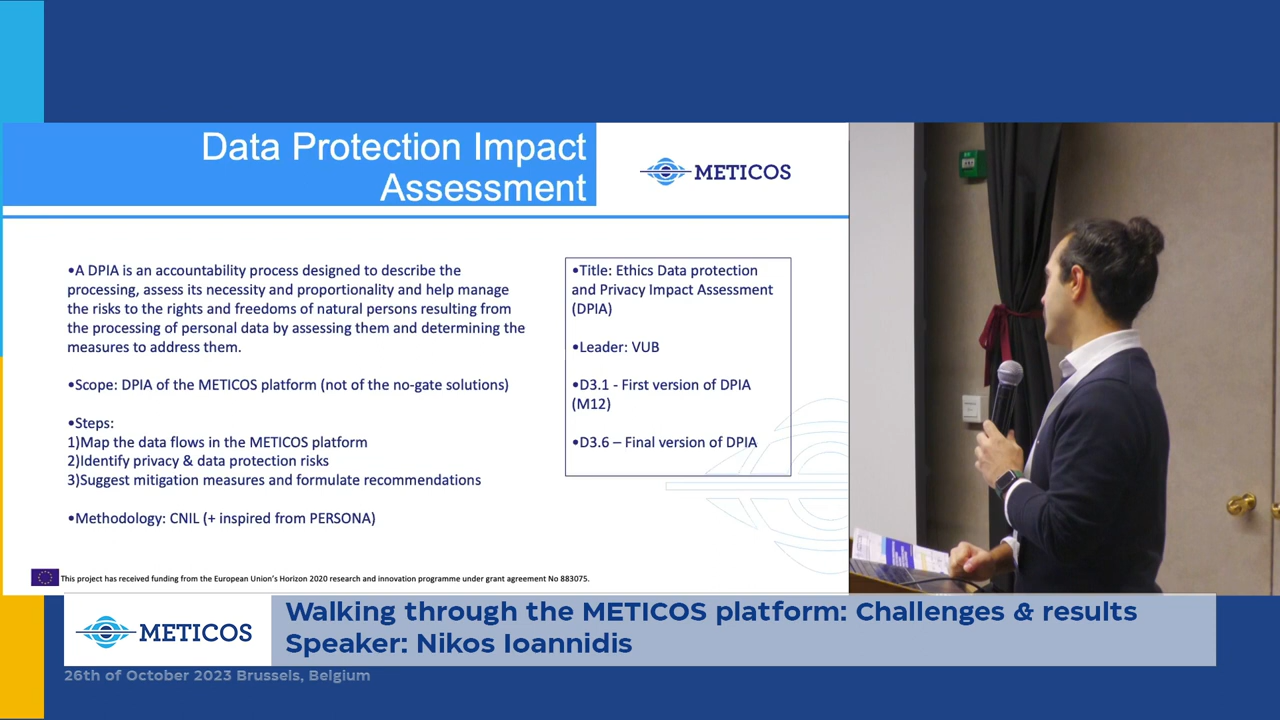 Data Protection Impact
Assessment
METICOS
•A DPIA is an accountability process designed to describe the
processing, assess its necessity and proportionality and help manage
the risks to the rights and freedoms of natural persons resulting from
the processing of personal data by assessing them and determining the
measures to address them.
•Scope: DPIA of the METICOS platform (not of the no-gate solutions)
•Steps:
1)Map the data flows in the METICOS platform
2)Identify privacy & data protection risks
3)Suggest mitigation measures and formulate recommendations
•Methodology: CNIL (+ inspired from PERSONA)
•Title: Ethics Data protection
and Privacy Impact Assessment
(DPIA)
•Leader: VUB
•D3.1 - First version of DPIA
(M12)
•D3.6 – Final version of DPIA
This project has received funding from the European Union’s Horizon 2020 research and innovation programme under grant agreement No 883075.
METICOS
Walking through the METICOS platform: Challenges & results
Speaker: Nikos Ioannidis
26th of October 2023 Brussels, Belgium